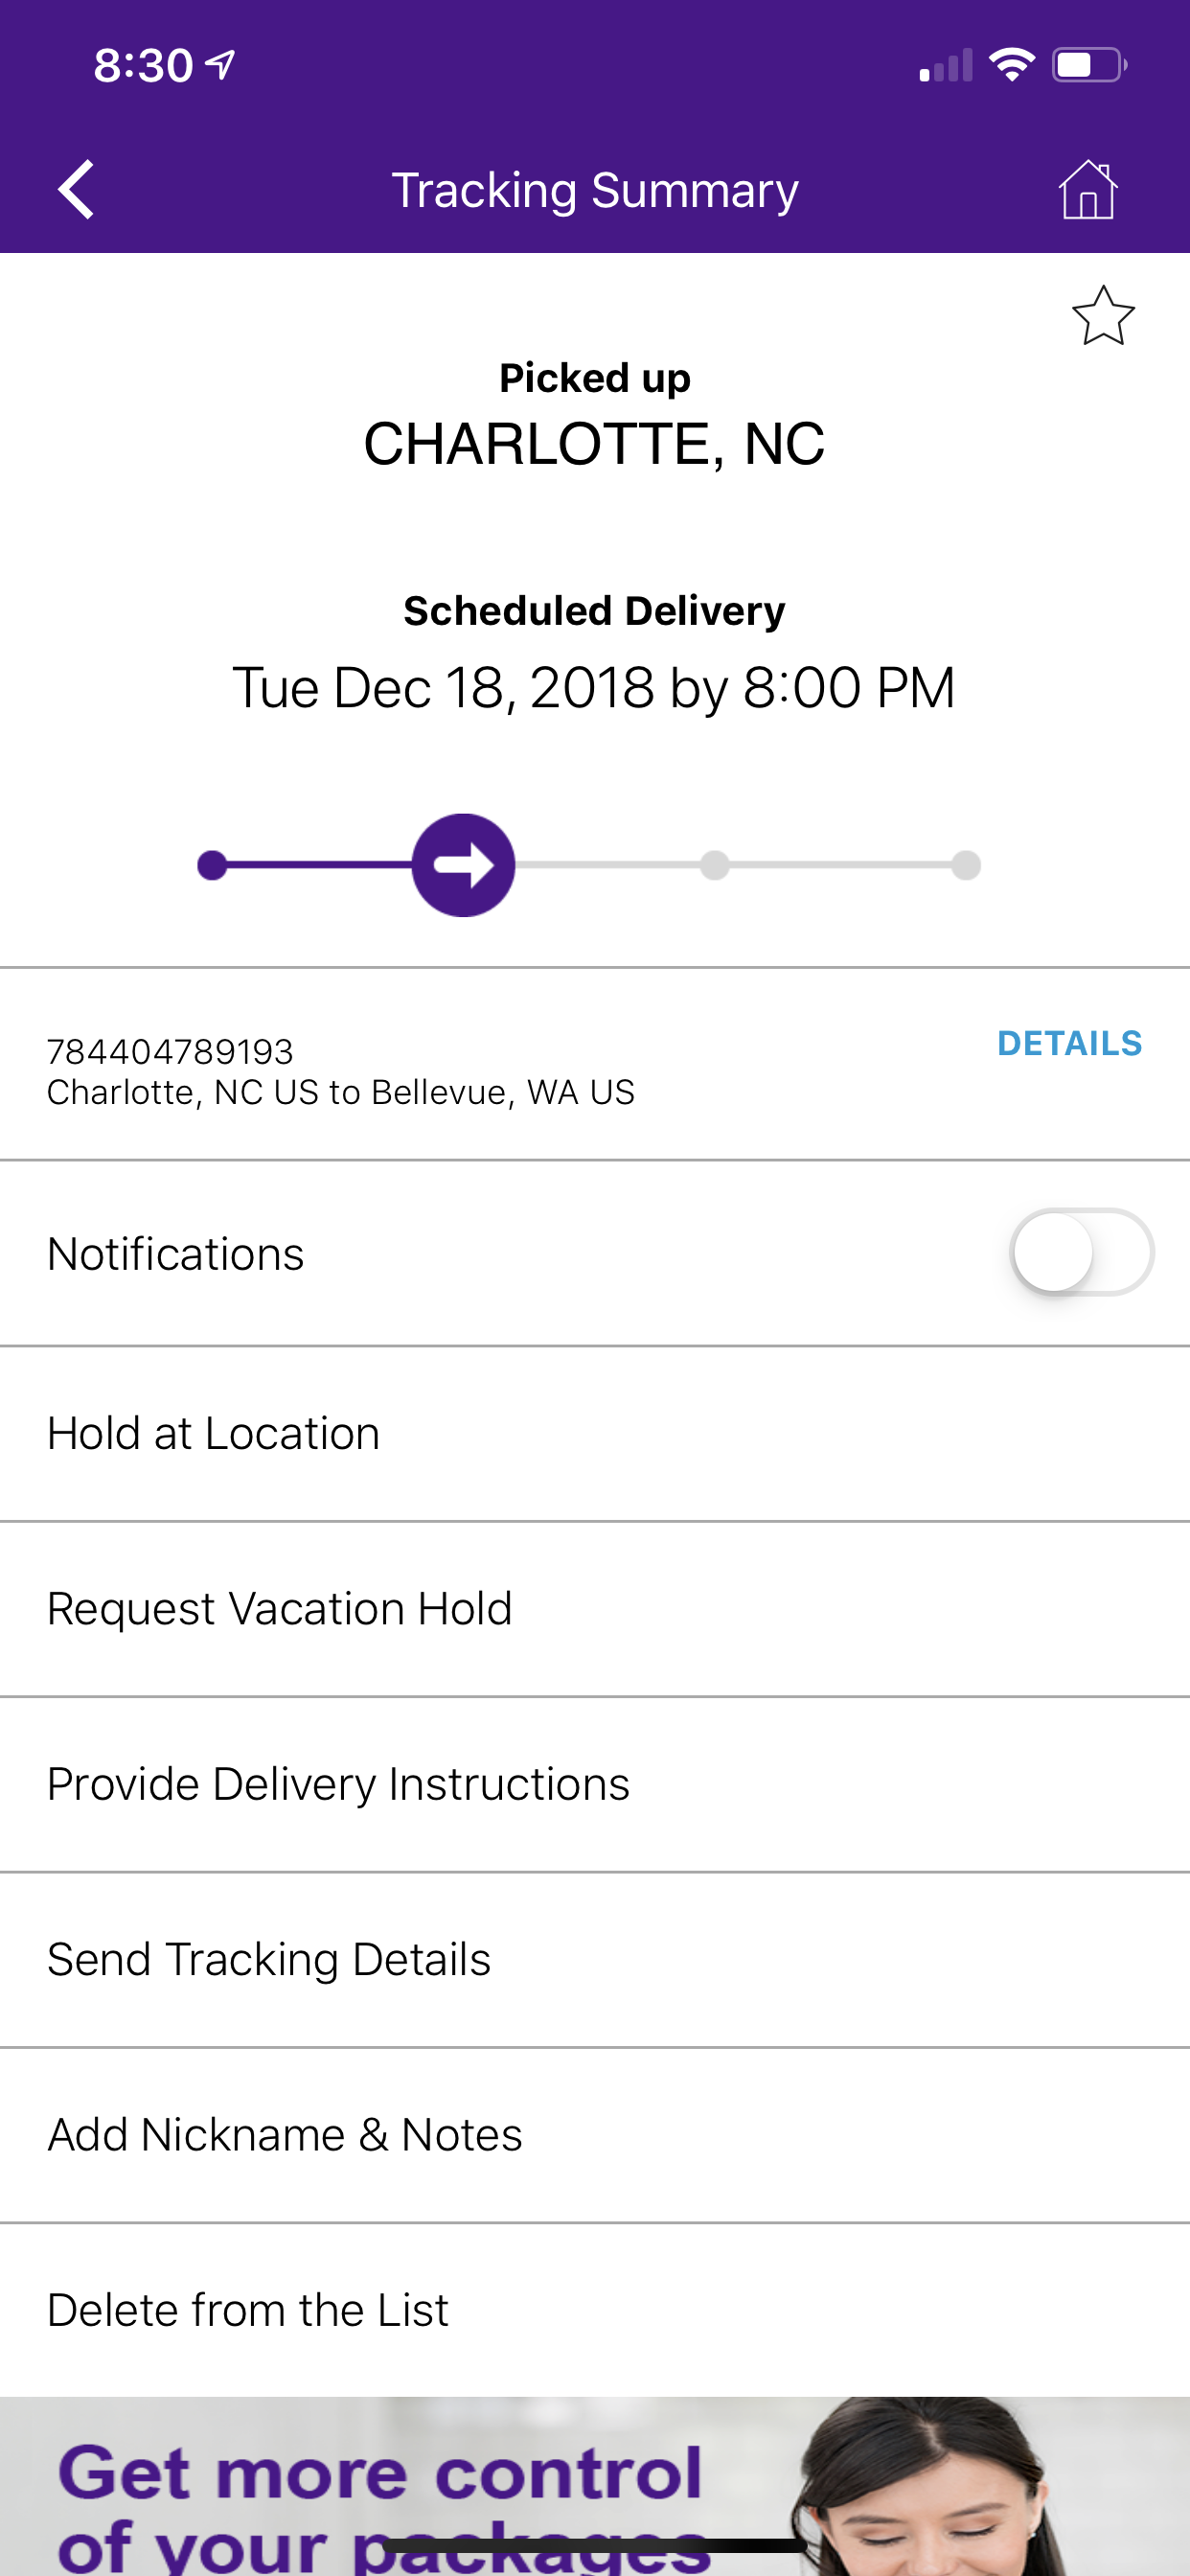 8:30
Tracking Summary
Picked up
CHARLOTTE, NC
Scheduled Delivery
Tue Dec 18, 2018 by 8:00 PM
784404789193
DETAILS
Charlotte, NC US to Bellevue, WA US
Notifications
Hold at Location
Request Vacation Hold
Provide Delivery Instructions
Send Tracking Details
Add Nickname & Notes
Delete from the List
Get more control
of your packages